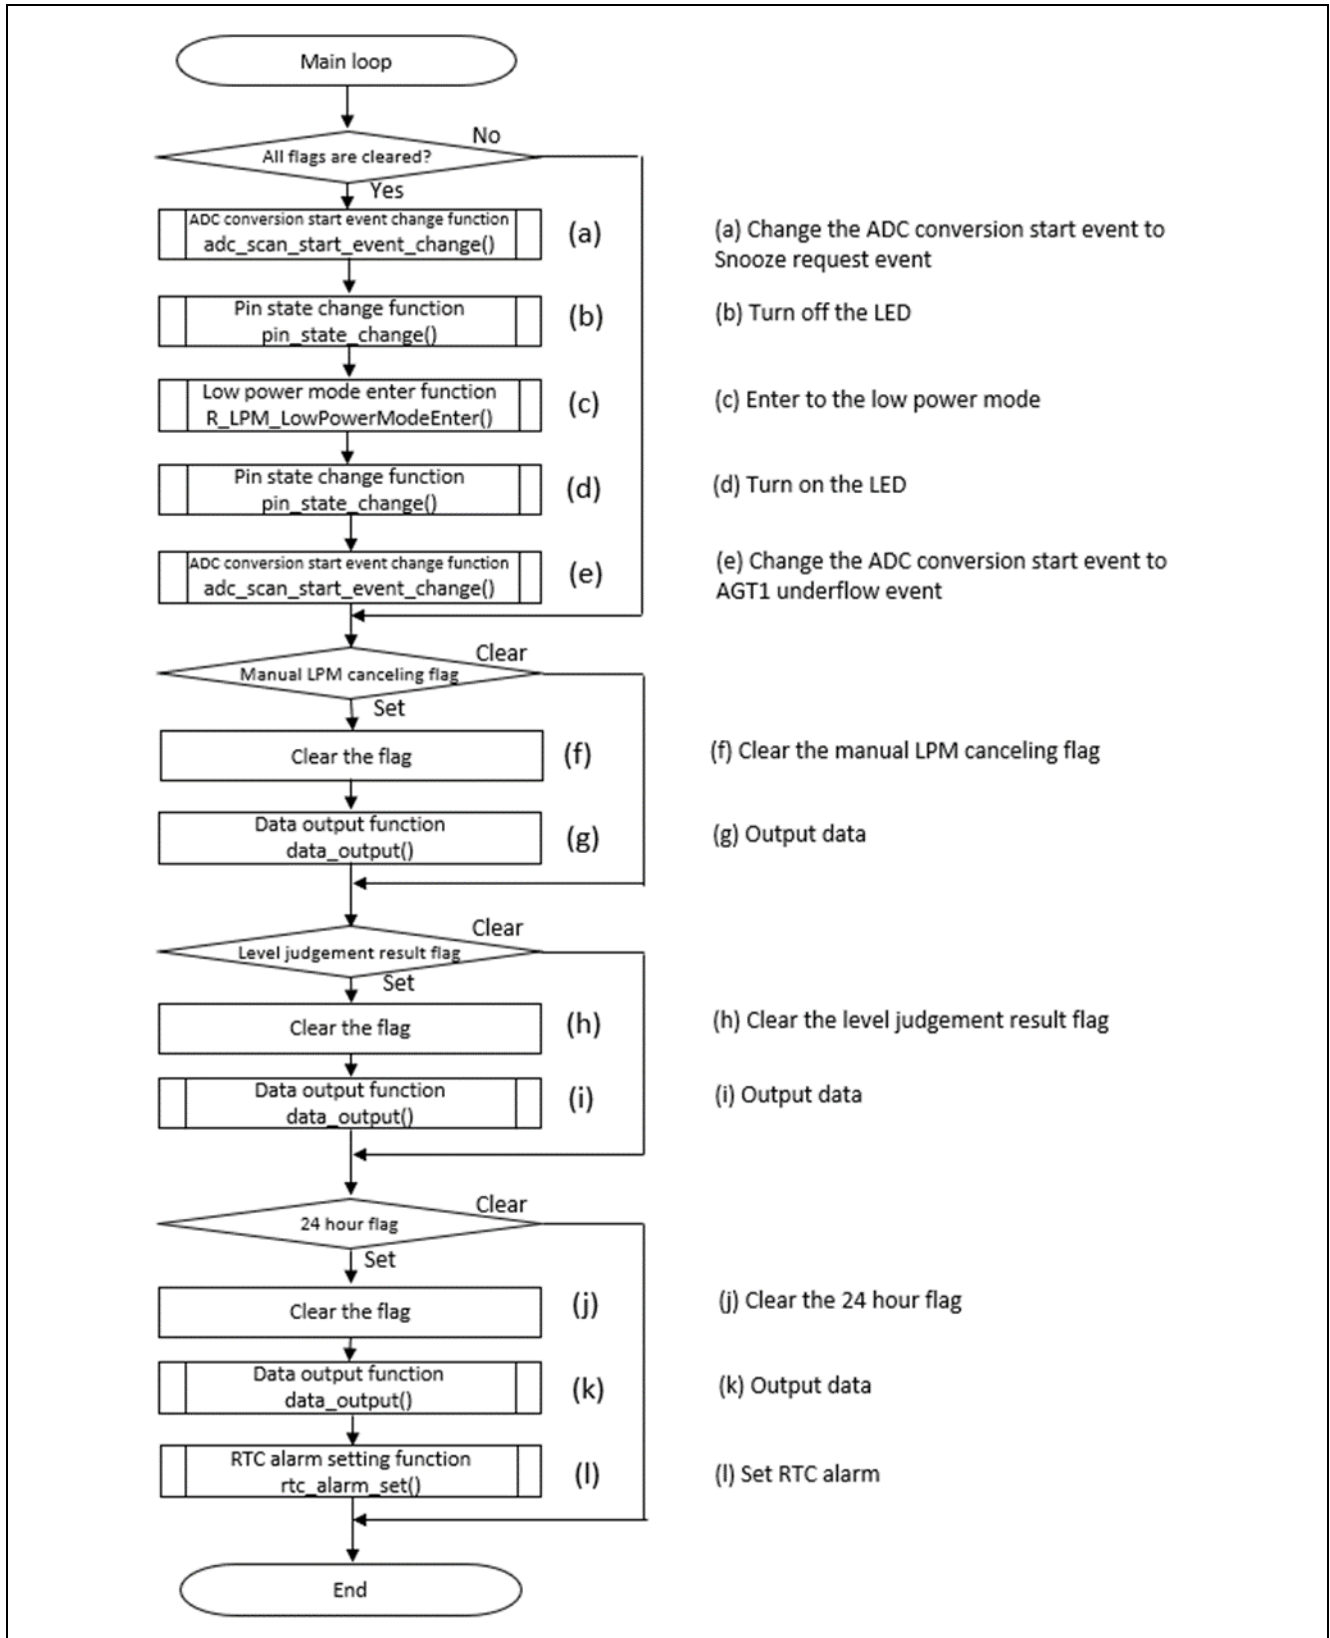 Main loop
No
All flags are cleared?
Yes
ADC conversion start event change function
adc_scan_start_event_change()
(a)
(a) Change the ADC conversion start event to
Snooze request event
Pin state change function
pin_state_change()
(b)
(b) Turn off the LED
Low power mode enter function
R_LPM_LowPowerModeEnter()
(c)
(c) Enter to the low power mode
Pin state change function
pin_state_change()
(d)
(d) Turn on the LED
ADC conversion start event change function
adc_scan_start_event_change()
(e)
(e) Change the ADC conversion start event to
AGT1 underflow event
Clear
Manual LPM canceling flag
Set
Clear the flag
(f)
(f) Clear the manual LPM canceling flag
Data output function
data_output()
(g)
(g) Output data
Clear
Level judgement result flag
Set
Clear the flag
(h)
(h) Clear the level judgement result flag
Data output function
data_output()
(i)
(i) Output data
Clear
24 hour flag
Set
Clear the flag
(j)
(j) Clear the 24 hour flag
Data output function
data_output()
(k)
(k) Output data
RTC alarm setting function
rtc_alarm_set()
(l)
(l) Set RTC alarm
End